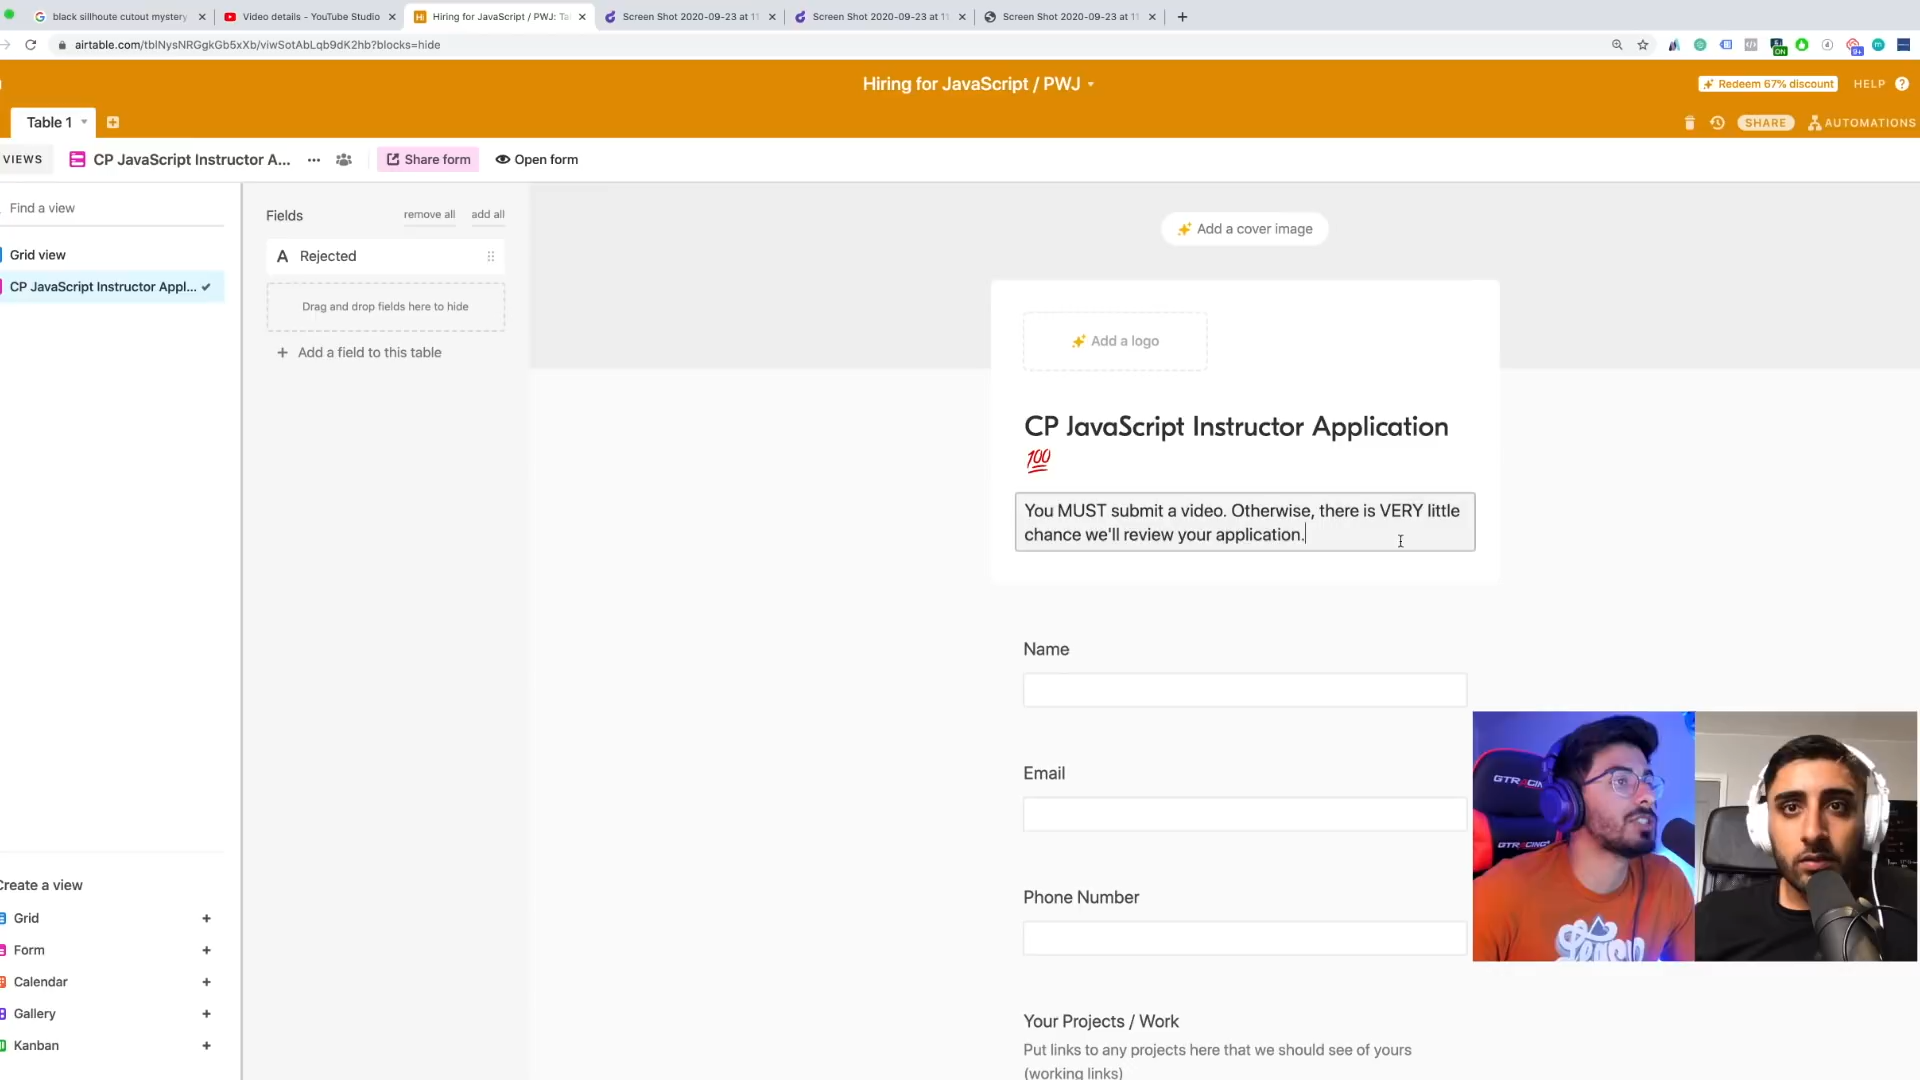 black sillhoute cutout mystery
Video details - YouTube Studio
Hiring for JavaScript / PWJ: Ta
Screen Shot 2020-09-23 at 11
Screen Shot 2020-09-23 at 11
Screen Shot 2020-09-23 at 11
airtable.com/tblNysNRGgkGb5xXb/viwSotAbLqb9dK2hb?blocks=hide
ON
9+
Hiring for JavaScript / PWJ
Redeem 67% discount
HELP
Table 1
SHARE
AUTOMATIONS
VIEWS
CP JavaScript Instructor A...
Share form
Open form
Find a view
Grid view
CP JavaScript Instructor Appl...
Fields
remove all
add all
A Rejected
Drag and drop fields here to hide
+ Add a field to this table
Add a cover image
Add a logo
CP JavaScript Instructor Application
💯
You MUST submit a video. Otherwise, there is VERY little
chance we'll review your application.
Name
Email
Phone Number
Your Projects / Work
Put links to any projects here that we should see of yours
(working links)
Create a view
Grid +
Form +
Calendar +
Gallery +
Kanban +
GTRACING